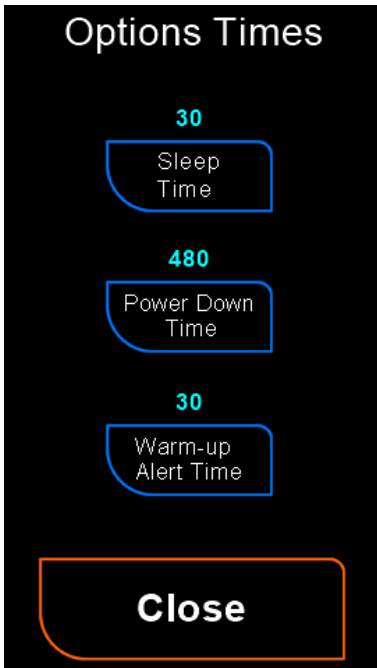 Options Times
30
Sleep
Time
480
Power Down
Time
30
Warm-up
Alert Time
Close